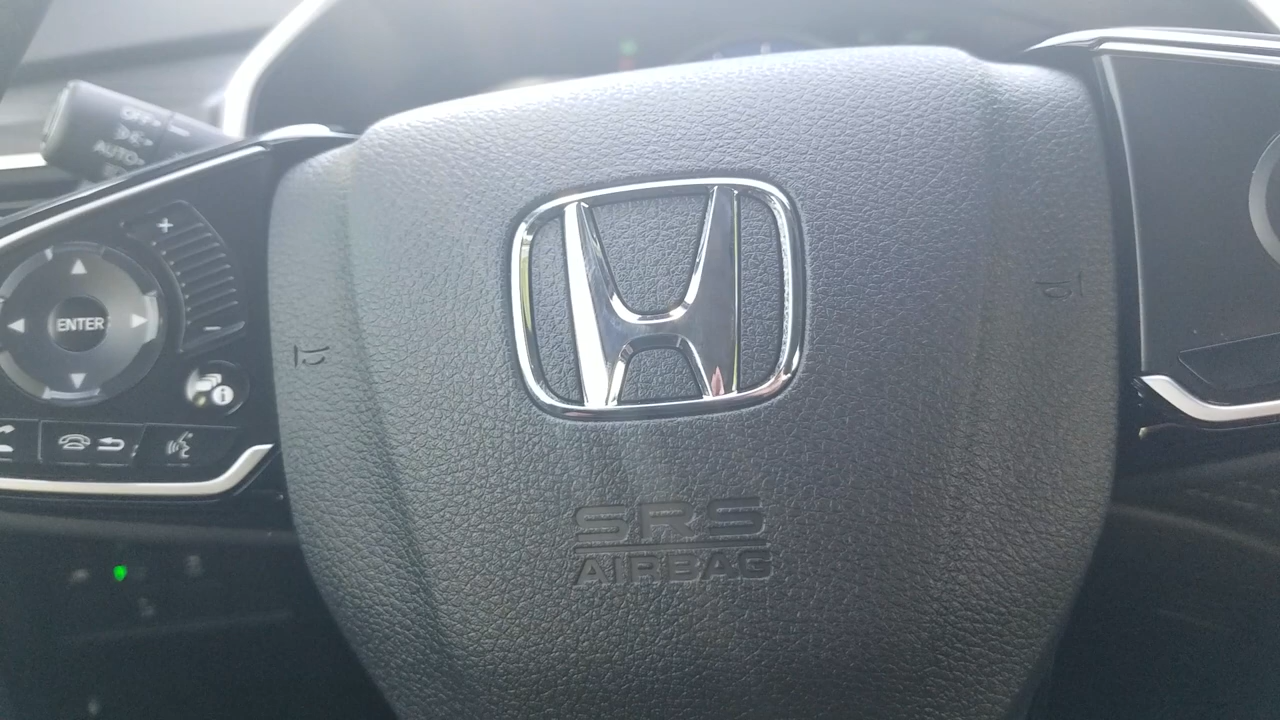 OFF
AUTO
+
ENTER
−
i
SRS
AIRBAG